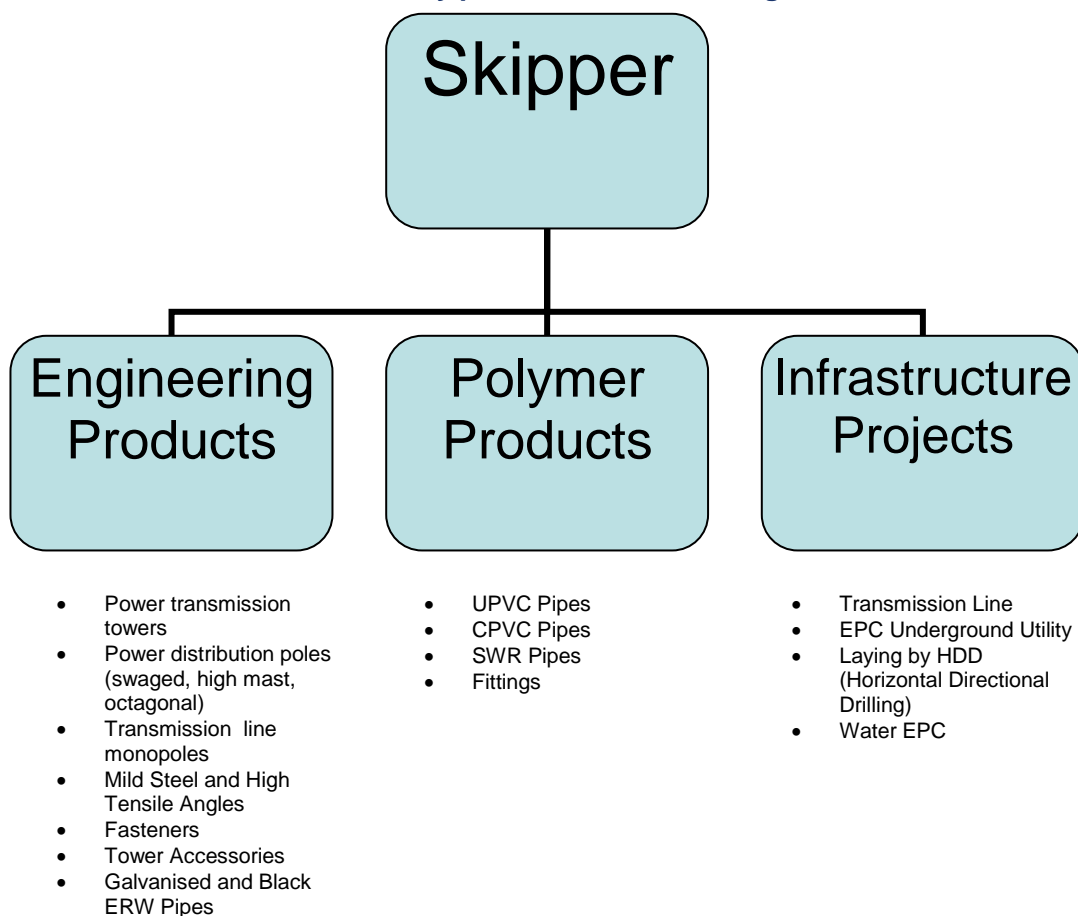 Skipper
Engineering
Products
Polymer
Products
Infrastructure
Projects
• Power transmission
towers
• Power distribution poles
(swaged, high mast,
octagonal)
• Transmission line
monopoles
• Mild Steel and High
Tensile Angles
• Fasteners
• Tower Accessories
• Galvanised and Black
ERW Pipes
• UPVC Pipes
• CPVC Pipes
• SWR Pipes
• Fittings
• Transmission Line
• EPC Underground Utility
• Laying by HDD
(Horizontal Directional
Drilling)
• Water EPC